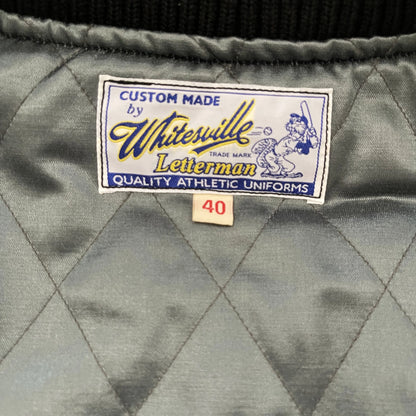 CUSTOM MADE
by
Whitesville
TRADE MARK
Letterman
QUALITY ATHLETIC UNIFORMS
40